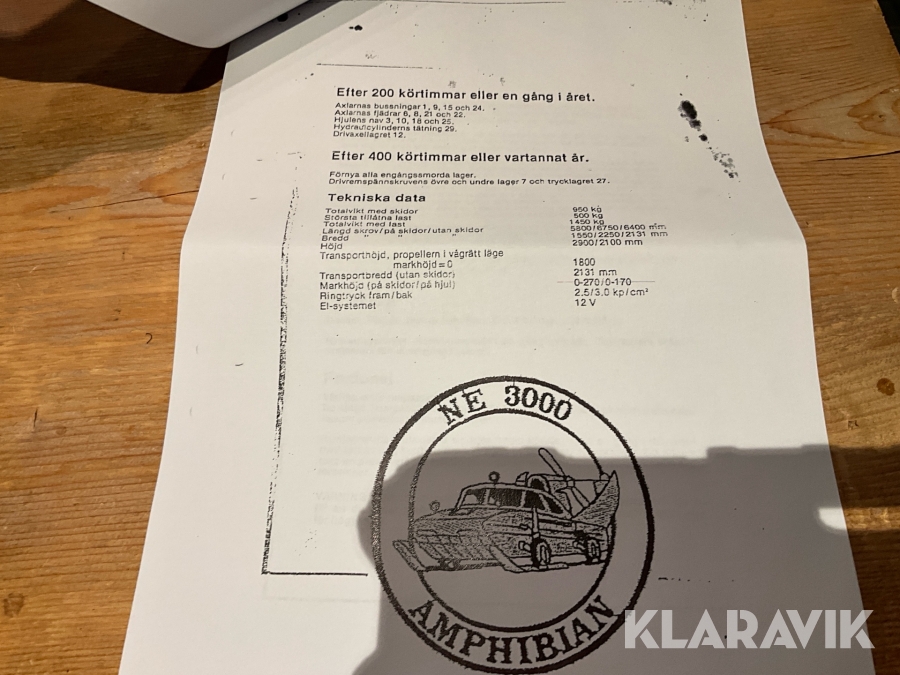 Efter 200 körtimmar eller en gång i året.
Axlarnas bussningar 1, 9, 15 och 24.
Axlarnas fjädrar 6, 8, 21 och 22.
Hjulens nav 3, 10, 18 och 25.
Hydraulcylinderns tätning 29.
Drivaxellagret 12.
Efter 400 körtimmar eller vartannat år.
Förnya alla engångssmorda lager.
Drivremspännskruvens övre och undre lager 7 och trycklagret 27.
Tekniska data
Totalvikt med skidor 950 kg
Största tillåtna last 500 kg
Totalvikt med last 1450 kg
Längd skrov/på skidor/utan skidor 5800/6750/6400 mm
Bredd " " " 1550/2250/2131 mm
Höjd 2900/2100 mm
Transporthöjd, propellern i vågrätt läge
markhöjd=0 1800
Transportbredd (utan skidor) 2131 mm
Markhöjd (på skidor/på hjul) 0-270/0-170
Ringtryck fram/bak 2.5/3.0 kp/cm²
El-systemet 12 V
NE 3000
AMPHIBIAN
KLARAVIK